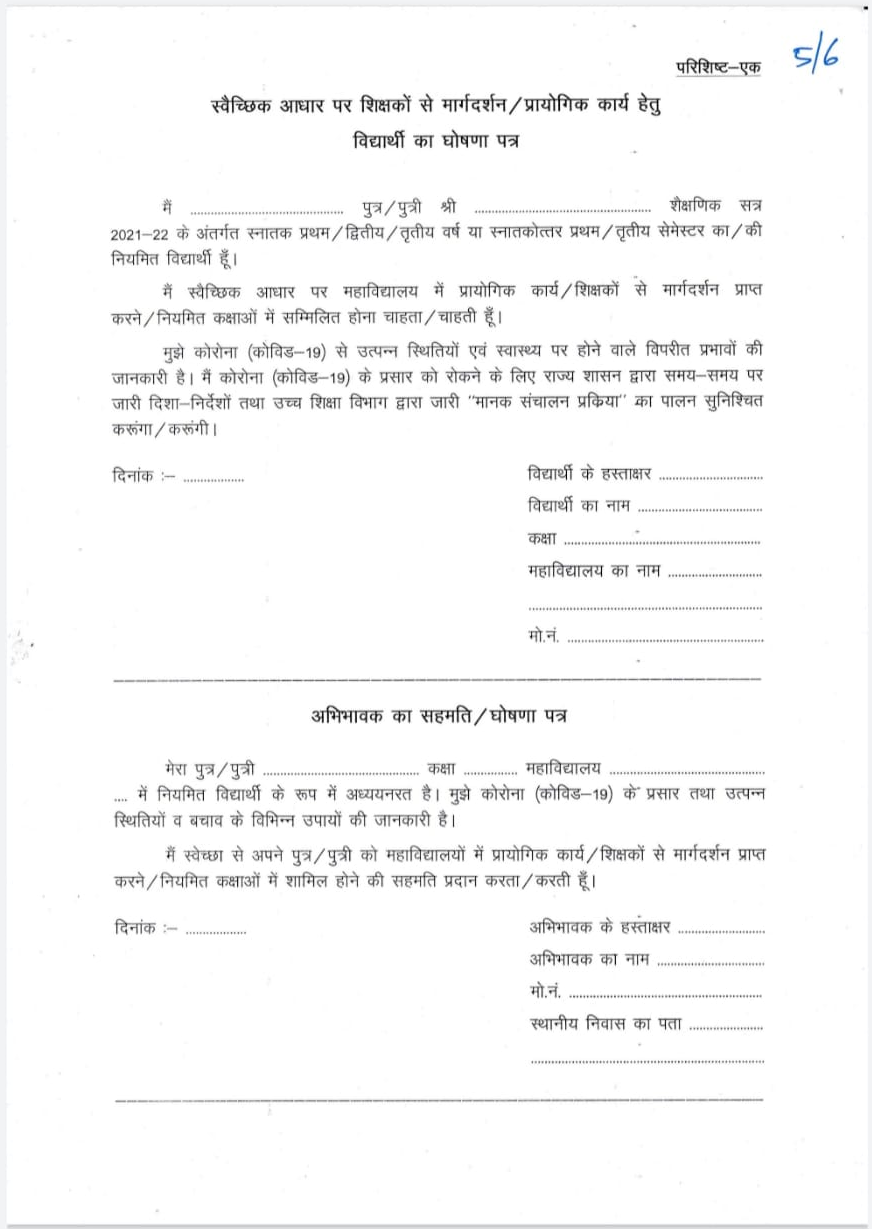 5/6
परिशिष्ट–एक
स्वैच्छिक आधार पर शिक्षकों से मार्गदर्शन/प्रायोगिक कार्य हेतु
विद्यार्थी का घोषणा पत्र
मैं ............................................ पुत्र/पुत्री श्री ................................................... शैक्षणिक सत्र
2021–22 के अंतर्गत स्नातक प्रथम/द्वितीय/तृतीय वर्ष या स्नातकोत्तर प्रथम/तृतीय सेमेस्टर का/की
नियमित विद्यार्थी हूँ।
मैं स्वैच्छिक आधार पर महाविद्यालय में प्रायोगिक कार्य/शिक्षकों से मार्गदर्शन प्राप्त
करने/नियमित कक्षाओं में सम्मिलित होना चाहता/चाहती हूँ।
मुझे कोरोना (कोविड–19) से उत्पन्न स्थितियों एवं स्वास्थ्य पर होने वाले विपरीत प्रभावों की
जानकारी है। मैं कोरोना (कोविड–19) के प्रसार को रोकने के लिए राज्य शासन द्वारा समय–समय पर
जारी दिशा–निर्देशों तथा उच्च शिक्षा विभाग द्वारा जारी "मानक संचालन प्रक्रिया" का पालन सुनिश्चित
करूंगा/करूंगी।
दिनांक :– ..................
विद्यार्थी के हस्ताक्षर ..............................
विद्यार्थी का नाम ....................................
कक्षा .........................................................
महाविद्यालय का नाम ...........................
....................................................................
मो.नं. .........................................................
अभिभावक का सहमति/घोषणा पत्र
मेरा पुत्र/पुत्री ............................................. कक्षा ............... महाविद्यालय .............................................
.... में नियमित विद्यार्थी के रूप में अध्ययनरत है। मुझे कोरोना (कोविड–19) के प्रसार तथा उत्पन्न
स्थितियों व बचाव के विभिन्न उपायों की जानकारी है।
मैं स्वेच्छा से अपने पुत्र/पुत्री को महाविद्यालयों में प्रायोगिक कार्य/शिक्षकों से मार्गदर्शन प्राप्त
करने/नियमित कक्षाओं में शामिल होने की सहमति प्रदान करता/करती हूँ।
दिनांक :– ..................
अभिभावक के हस्ताक्षर .........................
अभिभावक का नाम ...............................
मो.नं. ........................................................
स्थानीय निवास का पता .....................
....................................................................